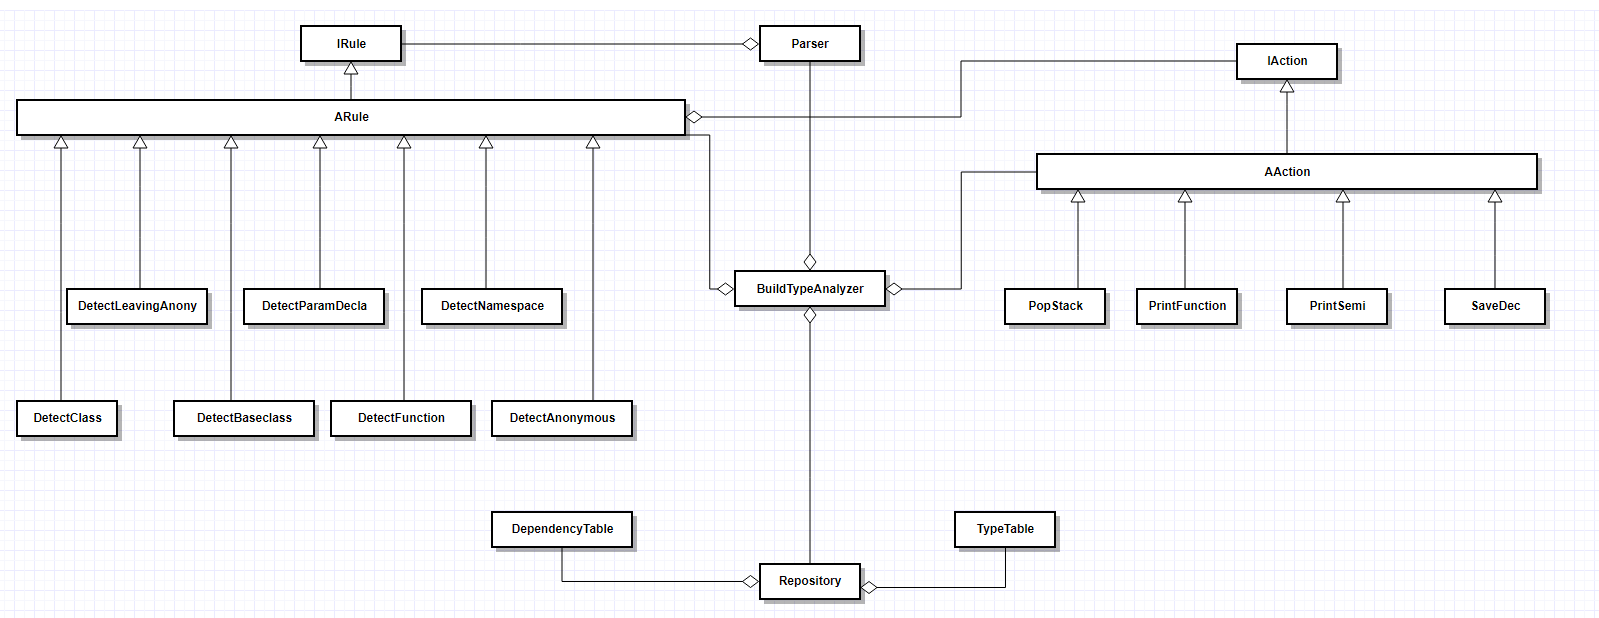 IRule
Parser
IAction
ARule
AAction
DetectLeavingAnony
DetectParamDecla
DetectNamespace
BuildTypeAnalyzer
PopStack
PrintFunction
PrintSemi
SaveDec
DetectClass
DetectBaseclass
DetectFunction
DetectAnonymous
DependencyTable
TypeTable
Repository